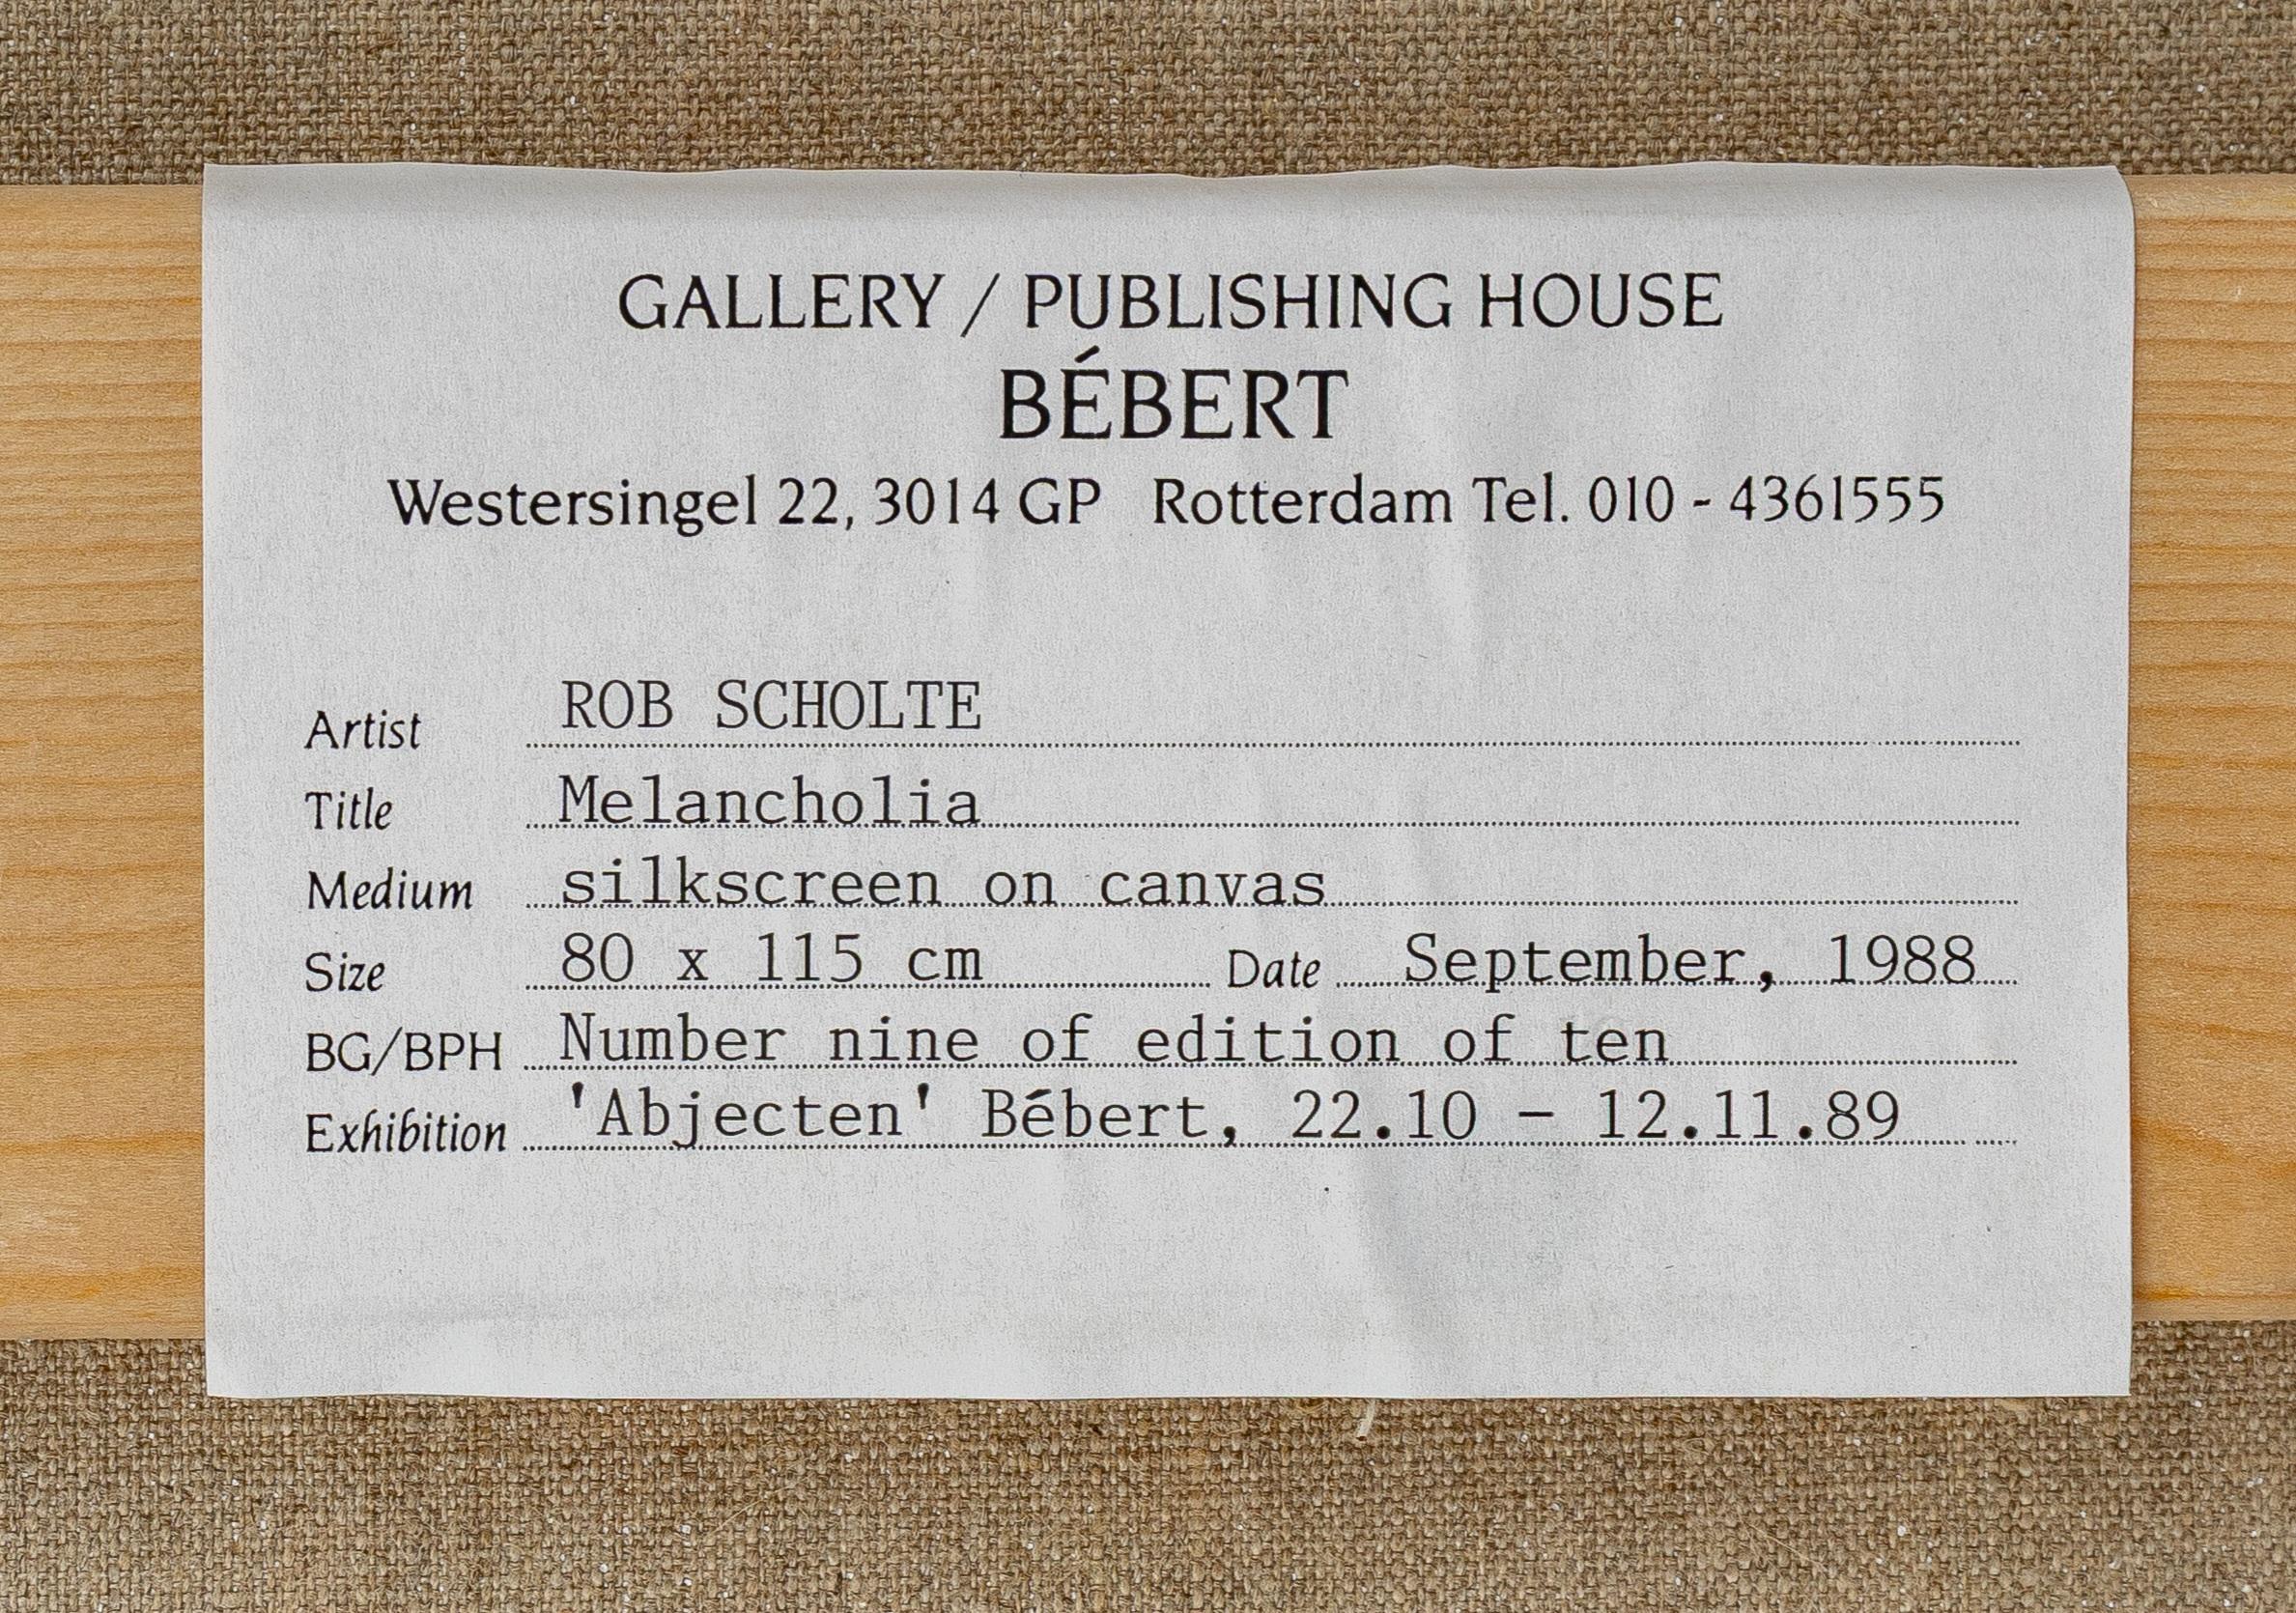 GALLERY / PUBLISHING HOUSE
BÉBERT
Westersingel 22, 3014 GP Rotterdam Tel. 010 - 4361555
Artist ROB SCHOLTE
Title Melancholia
Medium silkscreen on canvas
Size 80 x 115 cm Date September, 1988
BG/BPH Number nine of edition of ten
Exhibition 'Abjecten' Bébert, 22.10 - 12.11.89